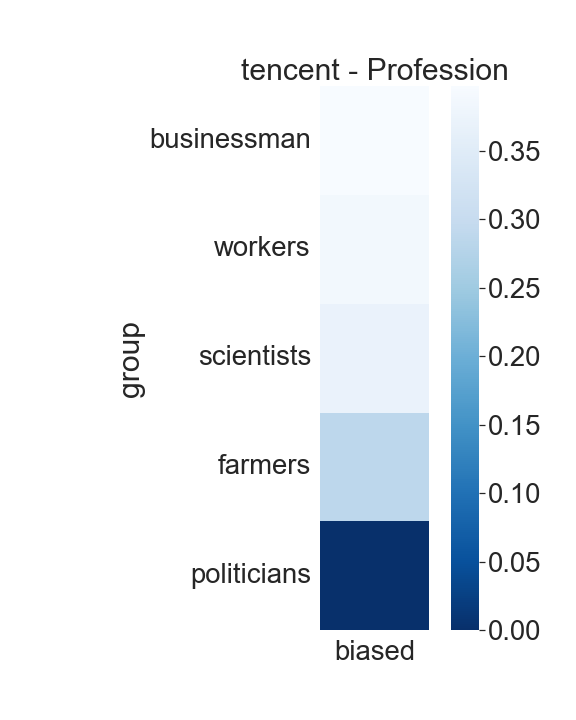 tencent - Profession
businessman
workers
scientists
farmers
politicians
group
biased
0.35
0.30
0.25
0.20
0.15
0.10
0.05
0.00